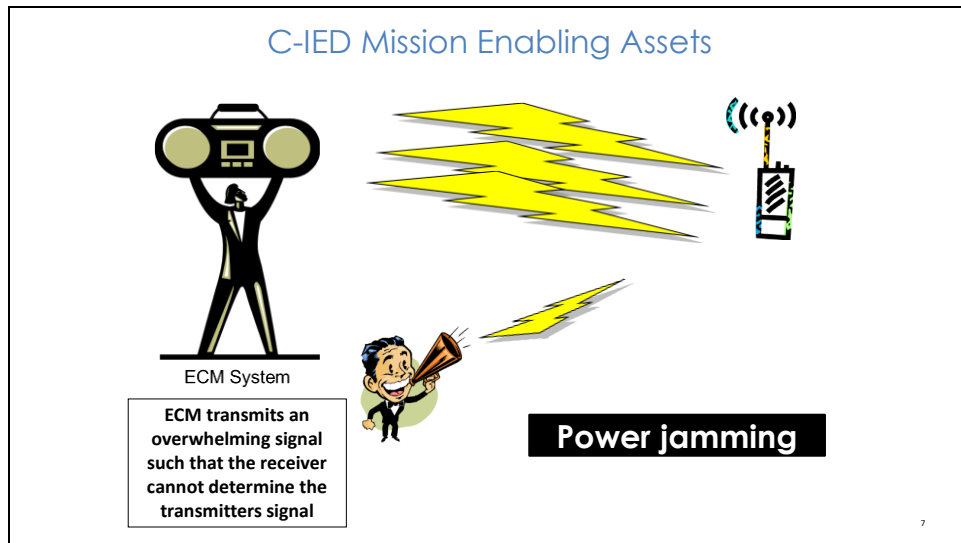 C-IED Mission Enabling Assets
ECM System
ECM transmits an
overwhelming signal
such that the receiver
cannot determine the
transmitters signal
Power jamming
7